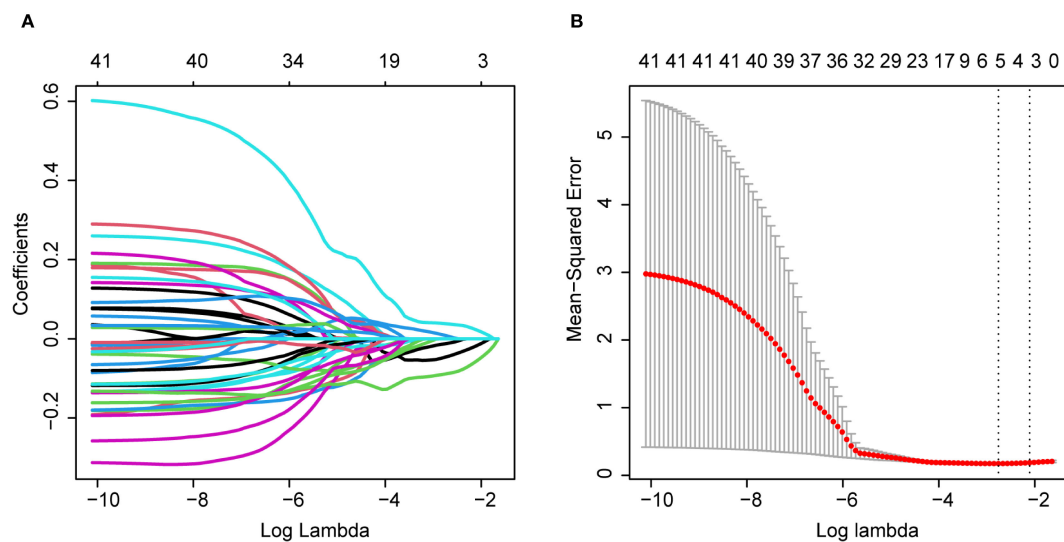 A
41 40 34 19 3
0.6
0.4
0.2
0.0
−0.2
Coefficients
−10 −8 −6 −4 −2
Log Lambda
B
41 41 41 41 40 39 37 36 32 29 23 17 9 6 5 4 3 0
5
4
3
2
1
0
Mean−Squared Error
−10 −8 −6 −4 −2
Log lambda